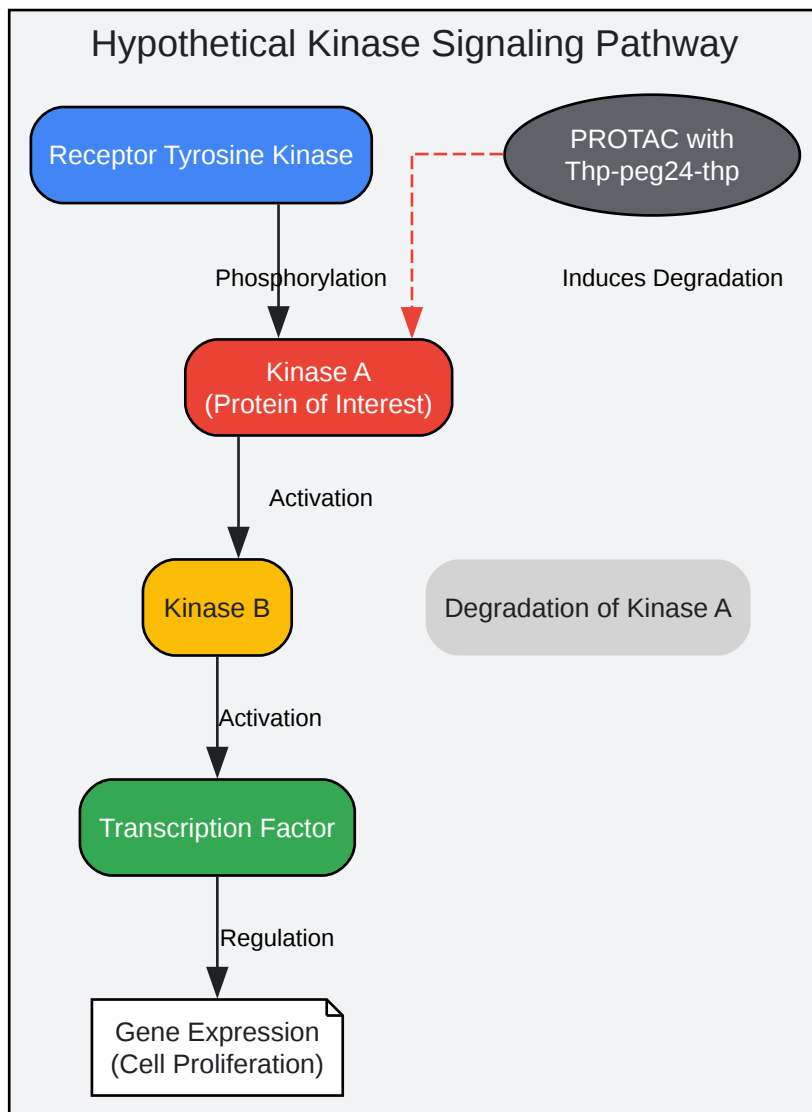 Hypothetical Kinase Signaling Pathway
Receptor Tyrosine Kinase
PROTAC with
Thp-peg24-thp
Phosphorylation
Induces Degradation
Kinase A
(Protein of Interest)
Activation
Kinase B
Degradation of Kinase A
Activation
Transcription Factor
Regulation
Gene Expression
(Cell Proliferation)